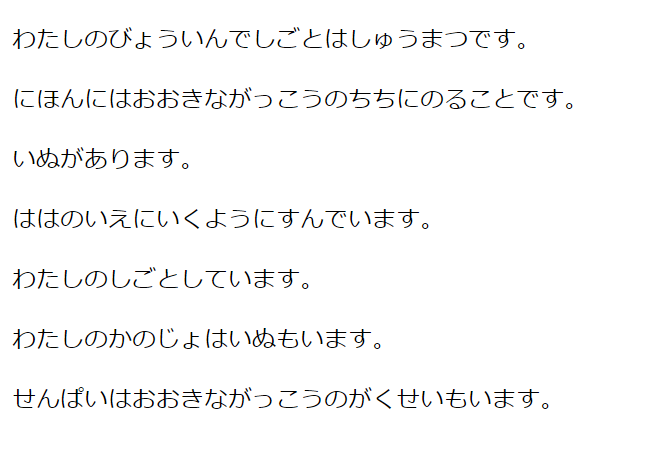 わたしのびょういんでしごとはしゅうまつです。
にほんにはおおきながっこうのちちにのることです。
いぬがあります。
ははのいえにいくようにすんでいます。
わたしのしごとしています。
わたしのかのじょはいぬもいます。
せんぱいはおおきながっこうのがくせいもいます。